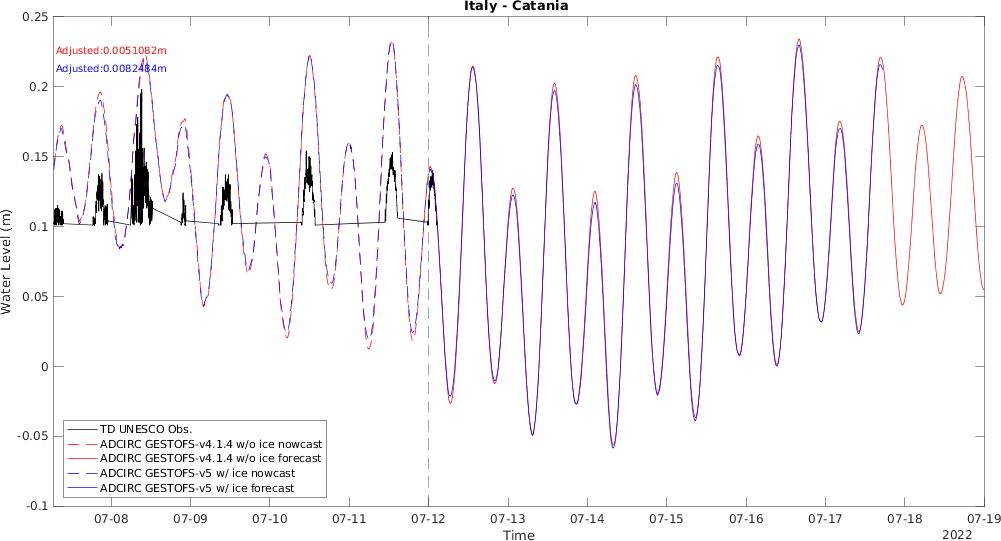 Italy - Catania
Adjusted:0.0051082m
Adjusted:0.0082484m
Water Level (m)
0.25
0.2
0.15
0.1
0.05
0
-0.05
-0.1
TD UNESCO Obs.
ADCIRC GESTOFS-v4.1.4 w/o ice nowcast
ADCIRC GESTOFS-v4.1.4 w/o ice forecast
ADCIRC GESTOFS-v5 w/ ice nowcast
ADCIRC GESTOFS-v5 w/ ice forecast
07-08 07-09 07-10 07-11 07-12 07-13 07-14 07-15 07-16 07-17 07-18 07-19
Time
2022